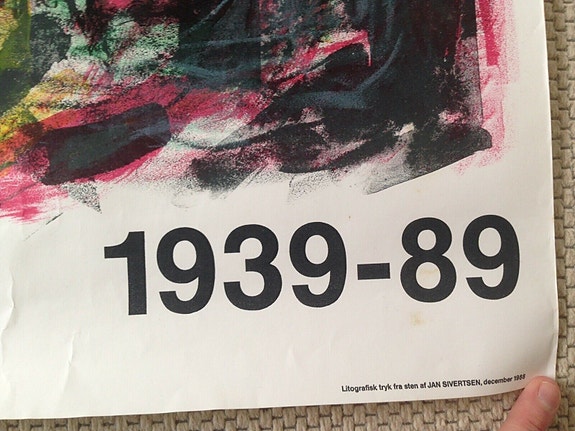 1939-89
Litografisk tryk fra sten af JAN SIVERTSEN, december 1988